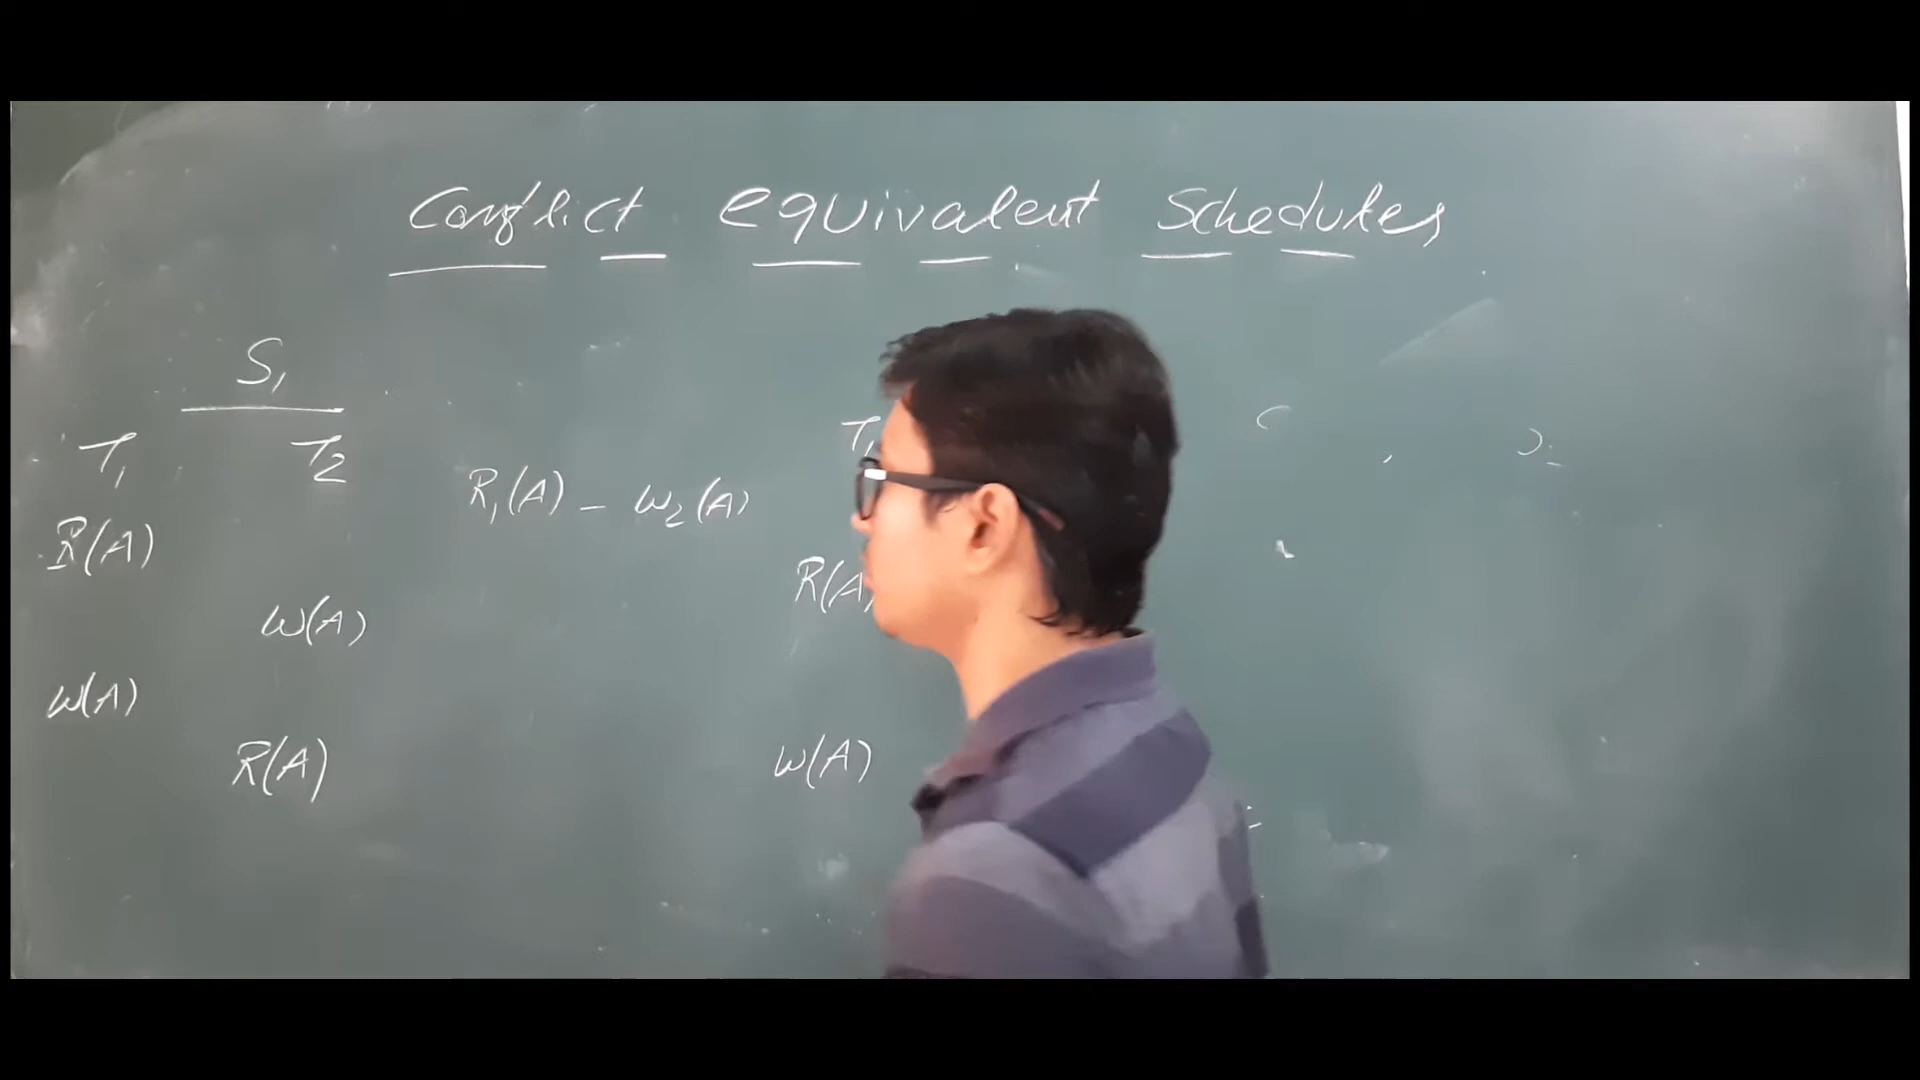 Conflict equivalent Schedules
S1
T1 T2
R1(A) - W2(A)
R(A)
W(A)
W(A)
R(A)
T1
R(A)
W(A)